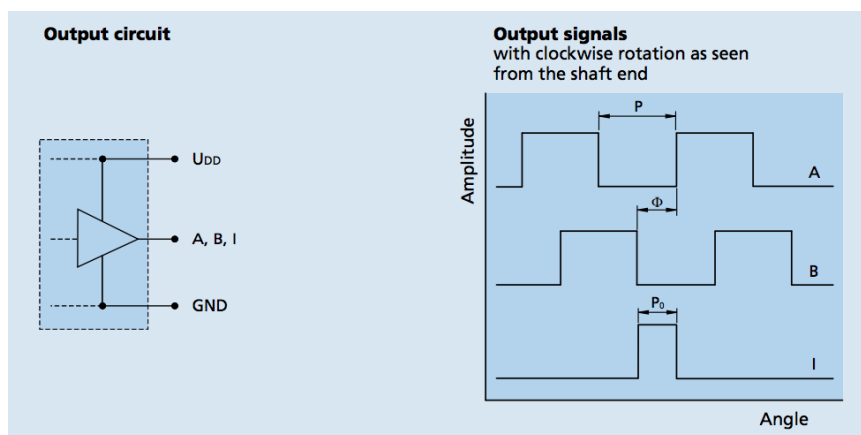 Output circuit
UDD
A, B, I
GND
Output signals
with clockwise rotation as seen
from the shaft end
Amplitude
P
A
Φ
B
P0
I
Angle